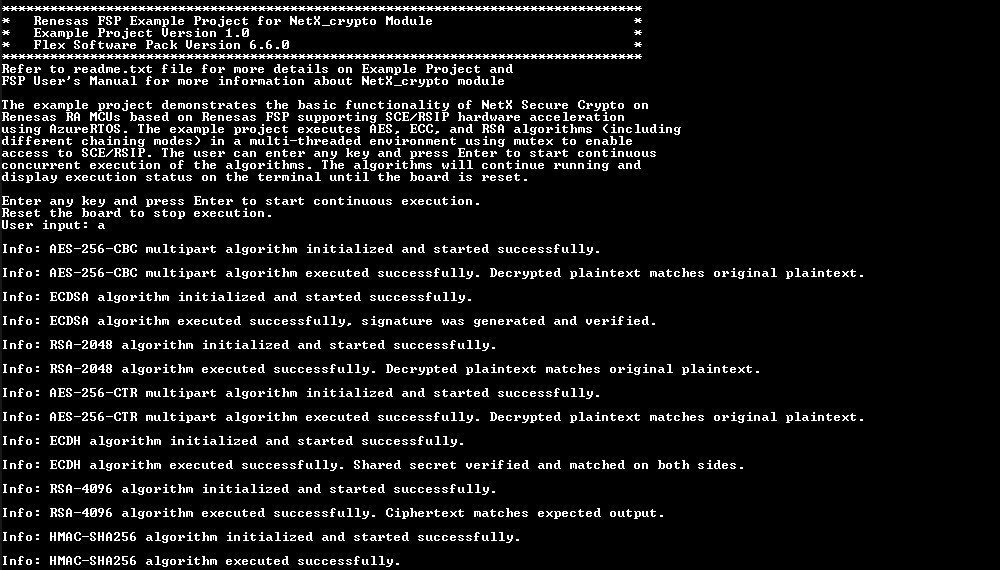 ********************************************************************************
*   Renesas FSP Example Project for NetX_crypto Module                         *
*   Example Project Version 1.0                                                *
*   Flex Software Pack Version 6.6.0                                           *
********************************************************************************
Refer to readme.txt file for more details on Example Project and
FSP User's Manual for more information about NetX_crypto module
The example project demonstrates the basic functionality of NetX Secure Crypto on
Renesas RA MCUs based on Renesas FSP supporting SCE/RSIP hardware acceleration
using AzureRTOS. The example project executes AES, ECC, and RSA algorithms (including
different chaining modes) in a multi-threaded environment using mutex to enable
access to SCE/RSIP. The user can enter any key and press Enter to start continuous
concurrent execution of the algorithms. The algorithms will continue running and
display execution status on the terminal until the board is reset.
Enter any key and press Enter to start continuous execution.
Reset the board to stop execution.
User input: a
Info: AES-256-CBC multipart algorithm initialized and started successfully.
Info: AES-256-CBC multipart algorithm executed successfully. Decrypted plaintext matches original plaintext.
Info: ECDSA algorithm initialized and started successfully.
Info: ECDSA algorithm executed successfully, signature was generated and verified.
Info: RSA-2048 algorithm initialized and started successfully.
Info: RSA-2048 algorithm executed successfully. Decrypted plaintext matches original plaintext.
Info: AES-256-CTR multipart algorithm initialized and started successfully.
Info: AES-256-CTR multipart algorithm executed successfully. Decrypted plaintext matches original plaintext.
Info: ECDH algorithm initialized and started successfully.
Info: ECDH algorithm executed successfully. Shared secret verified and matched on both sides.
Info: RSA-4096 algorithm initialized and started successfully.
Info: RSA-4096 algorithm executed successfully. Ciphertext matches expected output.
Info: HMAC-SHA256 algorithm initialized and started successfully.
Info: HMAC-SHA256 algorithm executed successfully.